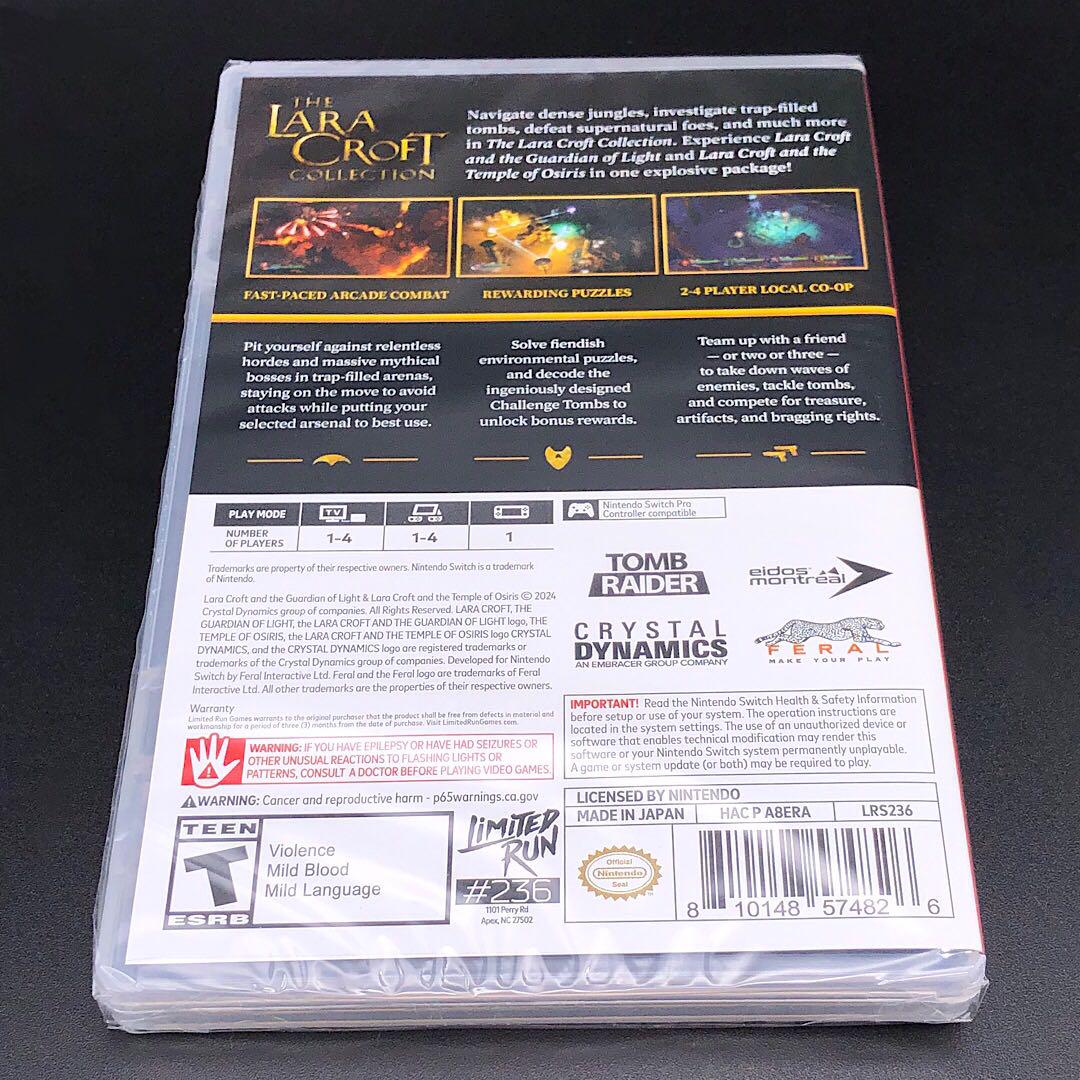 THE
LARA
CROFT
COLLECTION
Navigate dense jungles, investigate trap-filled
tombs, defeat supernatural foes, and much more
in The Lara Croft Collection. Experience Lara Croft
and the Guardian of Light and Lara Croft and the
Temple of Osiris in one explosive package!
FAST-PACED ARCADE COMBAT
REWARDING PUZZLES
2-4 PLAYER LOCAL CO-OP
Pit yourself against relentless
hordes and massive mythical
bosses in trap-filled arenas,
staying on the move to avoid
attacks while putting your
selected arsenal to best use.
Solve fiendish
environmental puzzles,
and decode the
ingeniously designed
Challenge Tombs to
unlock bonus rewards.
Team up with a friend
— or two or three —
to take down waves of
enemies, tackle tombs,
and compete for treasure,
artifacts, and bragging rights.
PLAY MODE
TV
NUMBER
OF PLAYERS
1-4
1-4
1
Nintendo Switch Pro
Controller compatible
Trademarks are property of their respective owners. Nintendo Switch is a trademark
of Nintendo.
Lara Croft and the Guardian of Light & Lara Croft and the Temple of Osiris © 2024
Crystal Dynamics group of companies. All Rights Reserved. LARA CROFT, THE
GUARDIAN OF LIGHT, the LARA CROFT AND THE GUARDIAN OF LIGHT logo, THE
TEMPLE OF OSIRIS, the LARA CROFT AND THE TEMPLE OF OSIRIS logo CRYSTAL
DYNAMICS, and the CRYSTAL DYNAMICS logo are registered trademarks or
trademarks of the Crystal Dynamics group of companies. Developed for Nintendo
Switch by Feral Interactive Ltd. Feral and the Feral logo are trademarks of Feral
Interactive Ltd. All other trademarks are the properties of their respective owners.
Warranty
Limited Run Games warrants to the original purchaser that the product shall be free from defects in material and
workmanship for a period of three (3) months from the date of purchase. Visit LimitedRunGames.com.
WARNING: IF YOU HAVE EPILEPSY OR HAVE HAD SEIZURES OR
OTHER UNUSUAL REACTIONS TO FLASHING LIGHTS OR
PATTERNS, CONSULT A DOCTOR BEFORE PLAYING VIDEO GAMES.
WARNING: Cancer and reproductive harm - p65warnings.ca.gov
TEEN
T
ESRB
Violence
Mild Blood
Mild Language
LIMITED
RUN
#236
1101 Perry Rd
Apex, NC 27502
TOMB
RAIDER
eidos
montréal
CRYSTAL
DYNAMICS
AN EMBRACER GROUP COMPANY
FERAL
MAKE YOUR PLAY
IMPORTANT! Read the Nintendo Switch Health & Safety Information
before setup or use of your system. The operation instructions are
located in the system settings. The use of an unauthorized device or
software that enables technical modification may render this
software or your Nintendo Switch system permanently unplayable.
A game or system update (or both) may be required to play.
LICENSED BY NINTENDO
MADE IN JAPAN
HAC P A8ERA
LRS236
Official
Nintendo
Seal
8 10148 57482 6